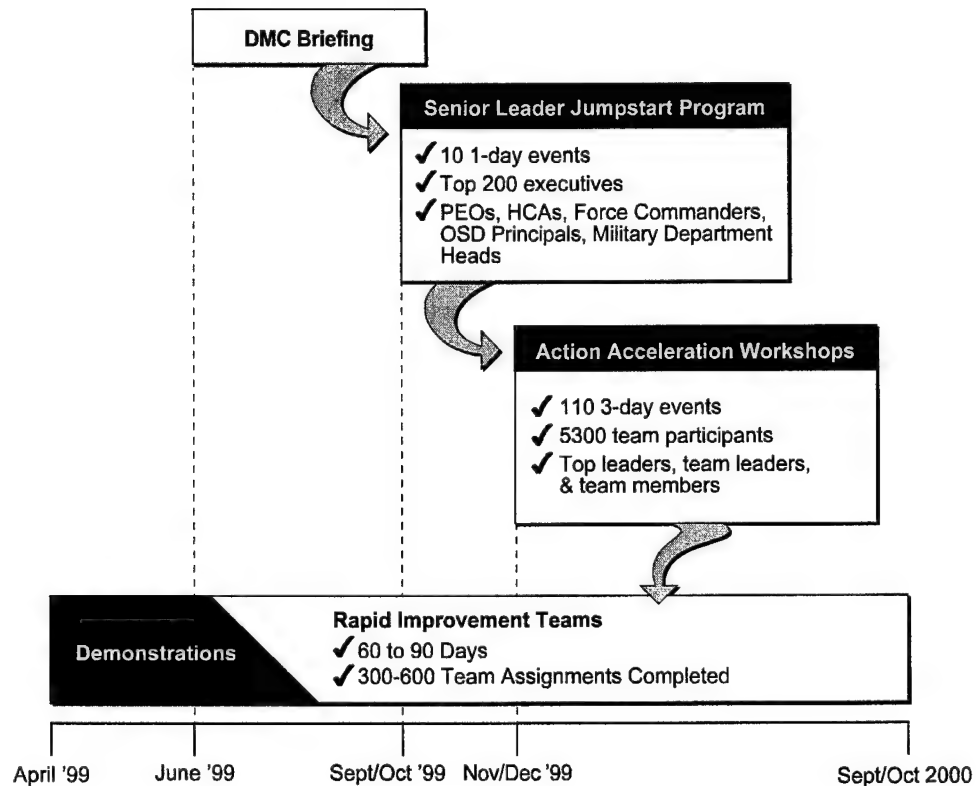 DMC Briefing
Senior Leader Jumpstart Program
✓ 10 1-day events
✓ Top 200 executives
✓ PEOs, HCAs, Force Commanders,
OSD Principals, Military Department
Heads
Action Acceleration Workshops
✓ 110 3-day events
✓ 5300 team participants
✓ Top leaders, team leaders,
& team members
Demonstrations
Rapid Improvement Teams
✓ 60 to 90 Days
✓ 300-600 Team Assignments Completed
April '99 June '99 Sept/Oct '99 Nov/Dec '99 Sept/Oct 2000